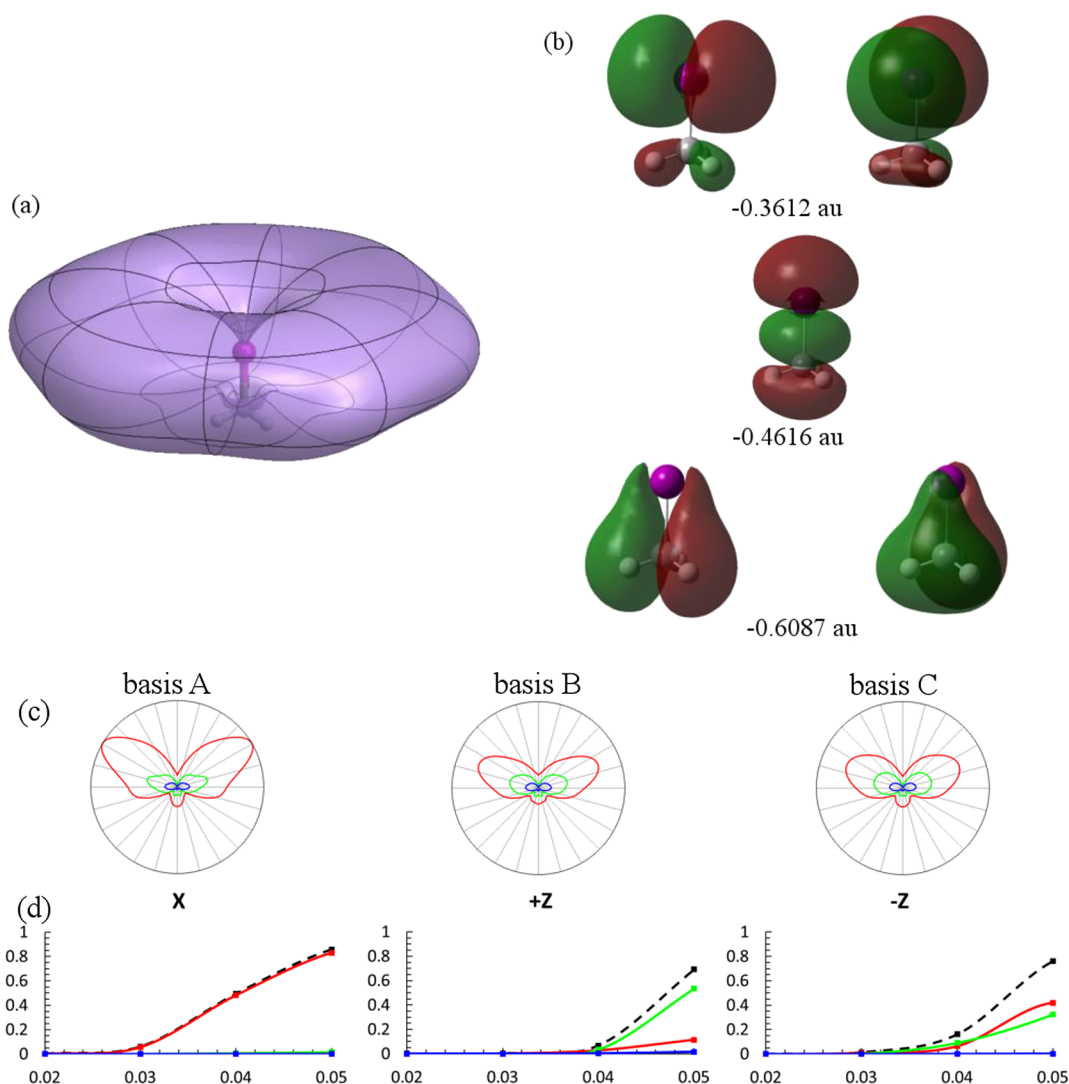 (b)
-0.3612 au
(a)
-0.4616 au
-0.6087 au
basis A basis B basis C
(c)
(d) X +Z -Z
1 1 1
0.8 0.8 0.8
0.6 0.6 0.6
0.4 0.4 0.4
0.2 0.2 0.2
0 0 0
0.02 0.03 0.04 0.05 0.02 0.03 0.04 0.05 0.02 0.03 0.04 0.05